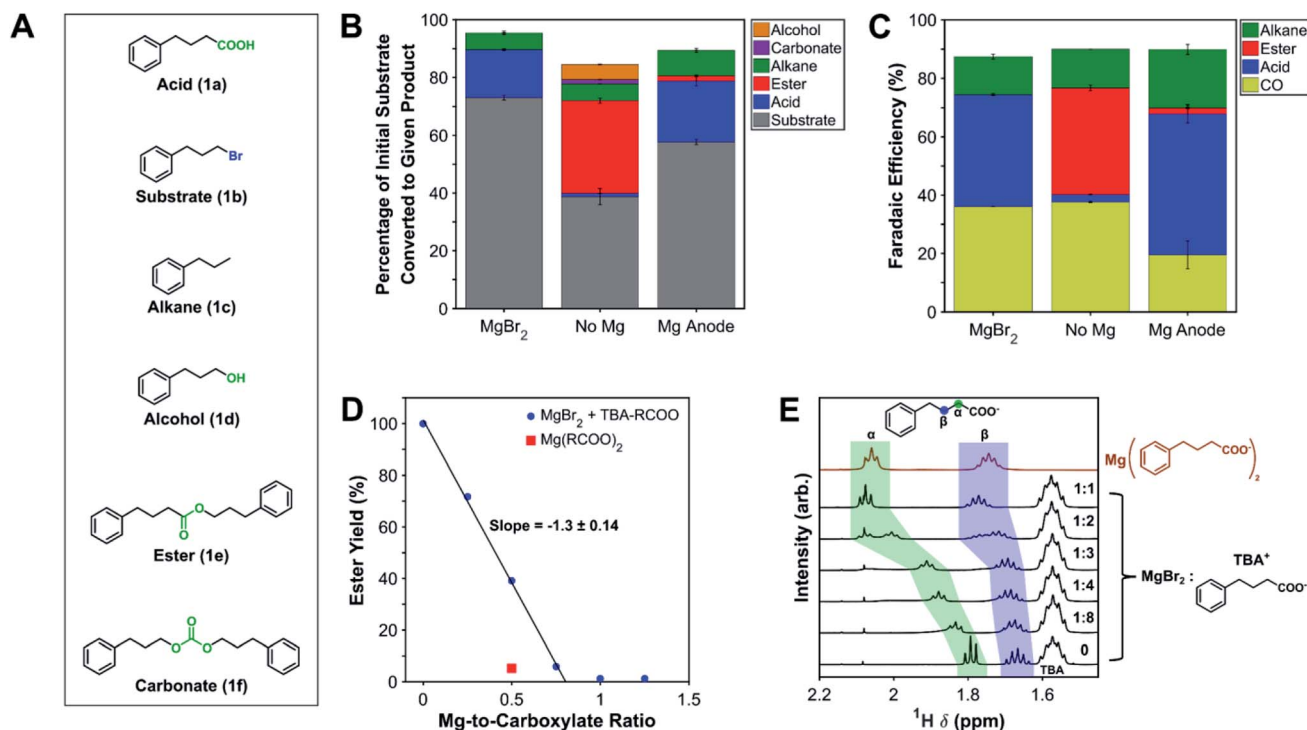 A
COOH
Acid (1a)
Br
Substrate (1b)
Alkane (1c)
OH
Alcohol (1d)
O
O
Ester (1e)
O
O
O
Carbonate (1f)
B
Percentage of Initial Substrate
Converted to Given Product
100
80
60
40
20
0
MgBr2
No Mg
Mg Anode
Alcohol
Carbonate
Alkane
Ester
Acid
Substrate
C
Faradaic Efficiency (%)
100
80
60
40
20
0
MgBr2
No Mg
Mg Anode
Alkane
Ester
Acid
CO
D
Ester Yield (%)
100
80
60
40
20
0
MgBr2 + TBA-RCOO
Mg(RCOO)2
Slope = -1.3 ± 0.14
0
0.5
1
1.5
Mg-to-Carboxylate Ratio
E
Intensity (arb.)
β
α
COO-
α
β
Mg(
COO-
)2
1:1
1:2
1:3
1:4
1:8
0
TBA
MgBr2 :
TBA+
COO-
2.2
2
1.8
1.6
1H δ (ppm)